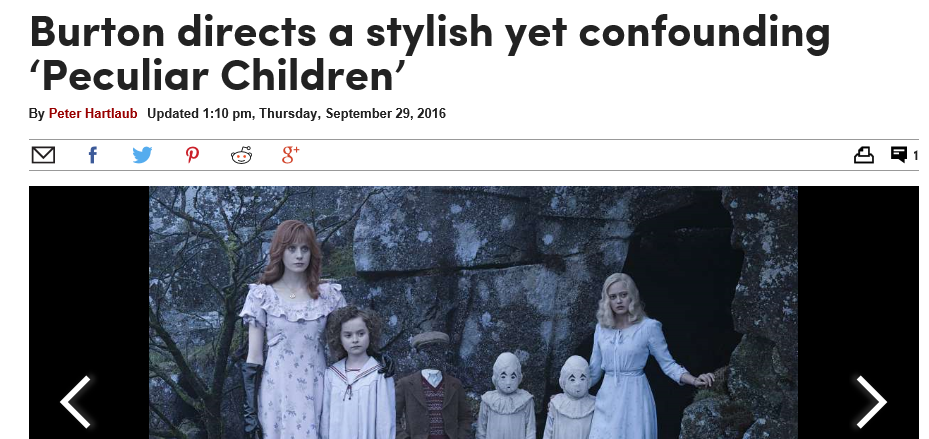 Burton directs a stylish yet confounding
‘Peculiar Children’
By Peter Hartlaub Updated 1:10 pm, Thursday, September 29, 2016
f g+ 1